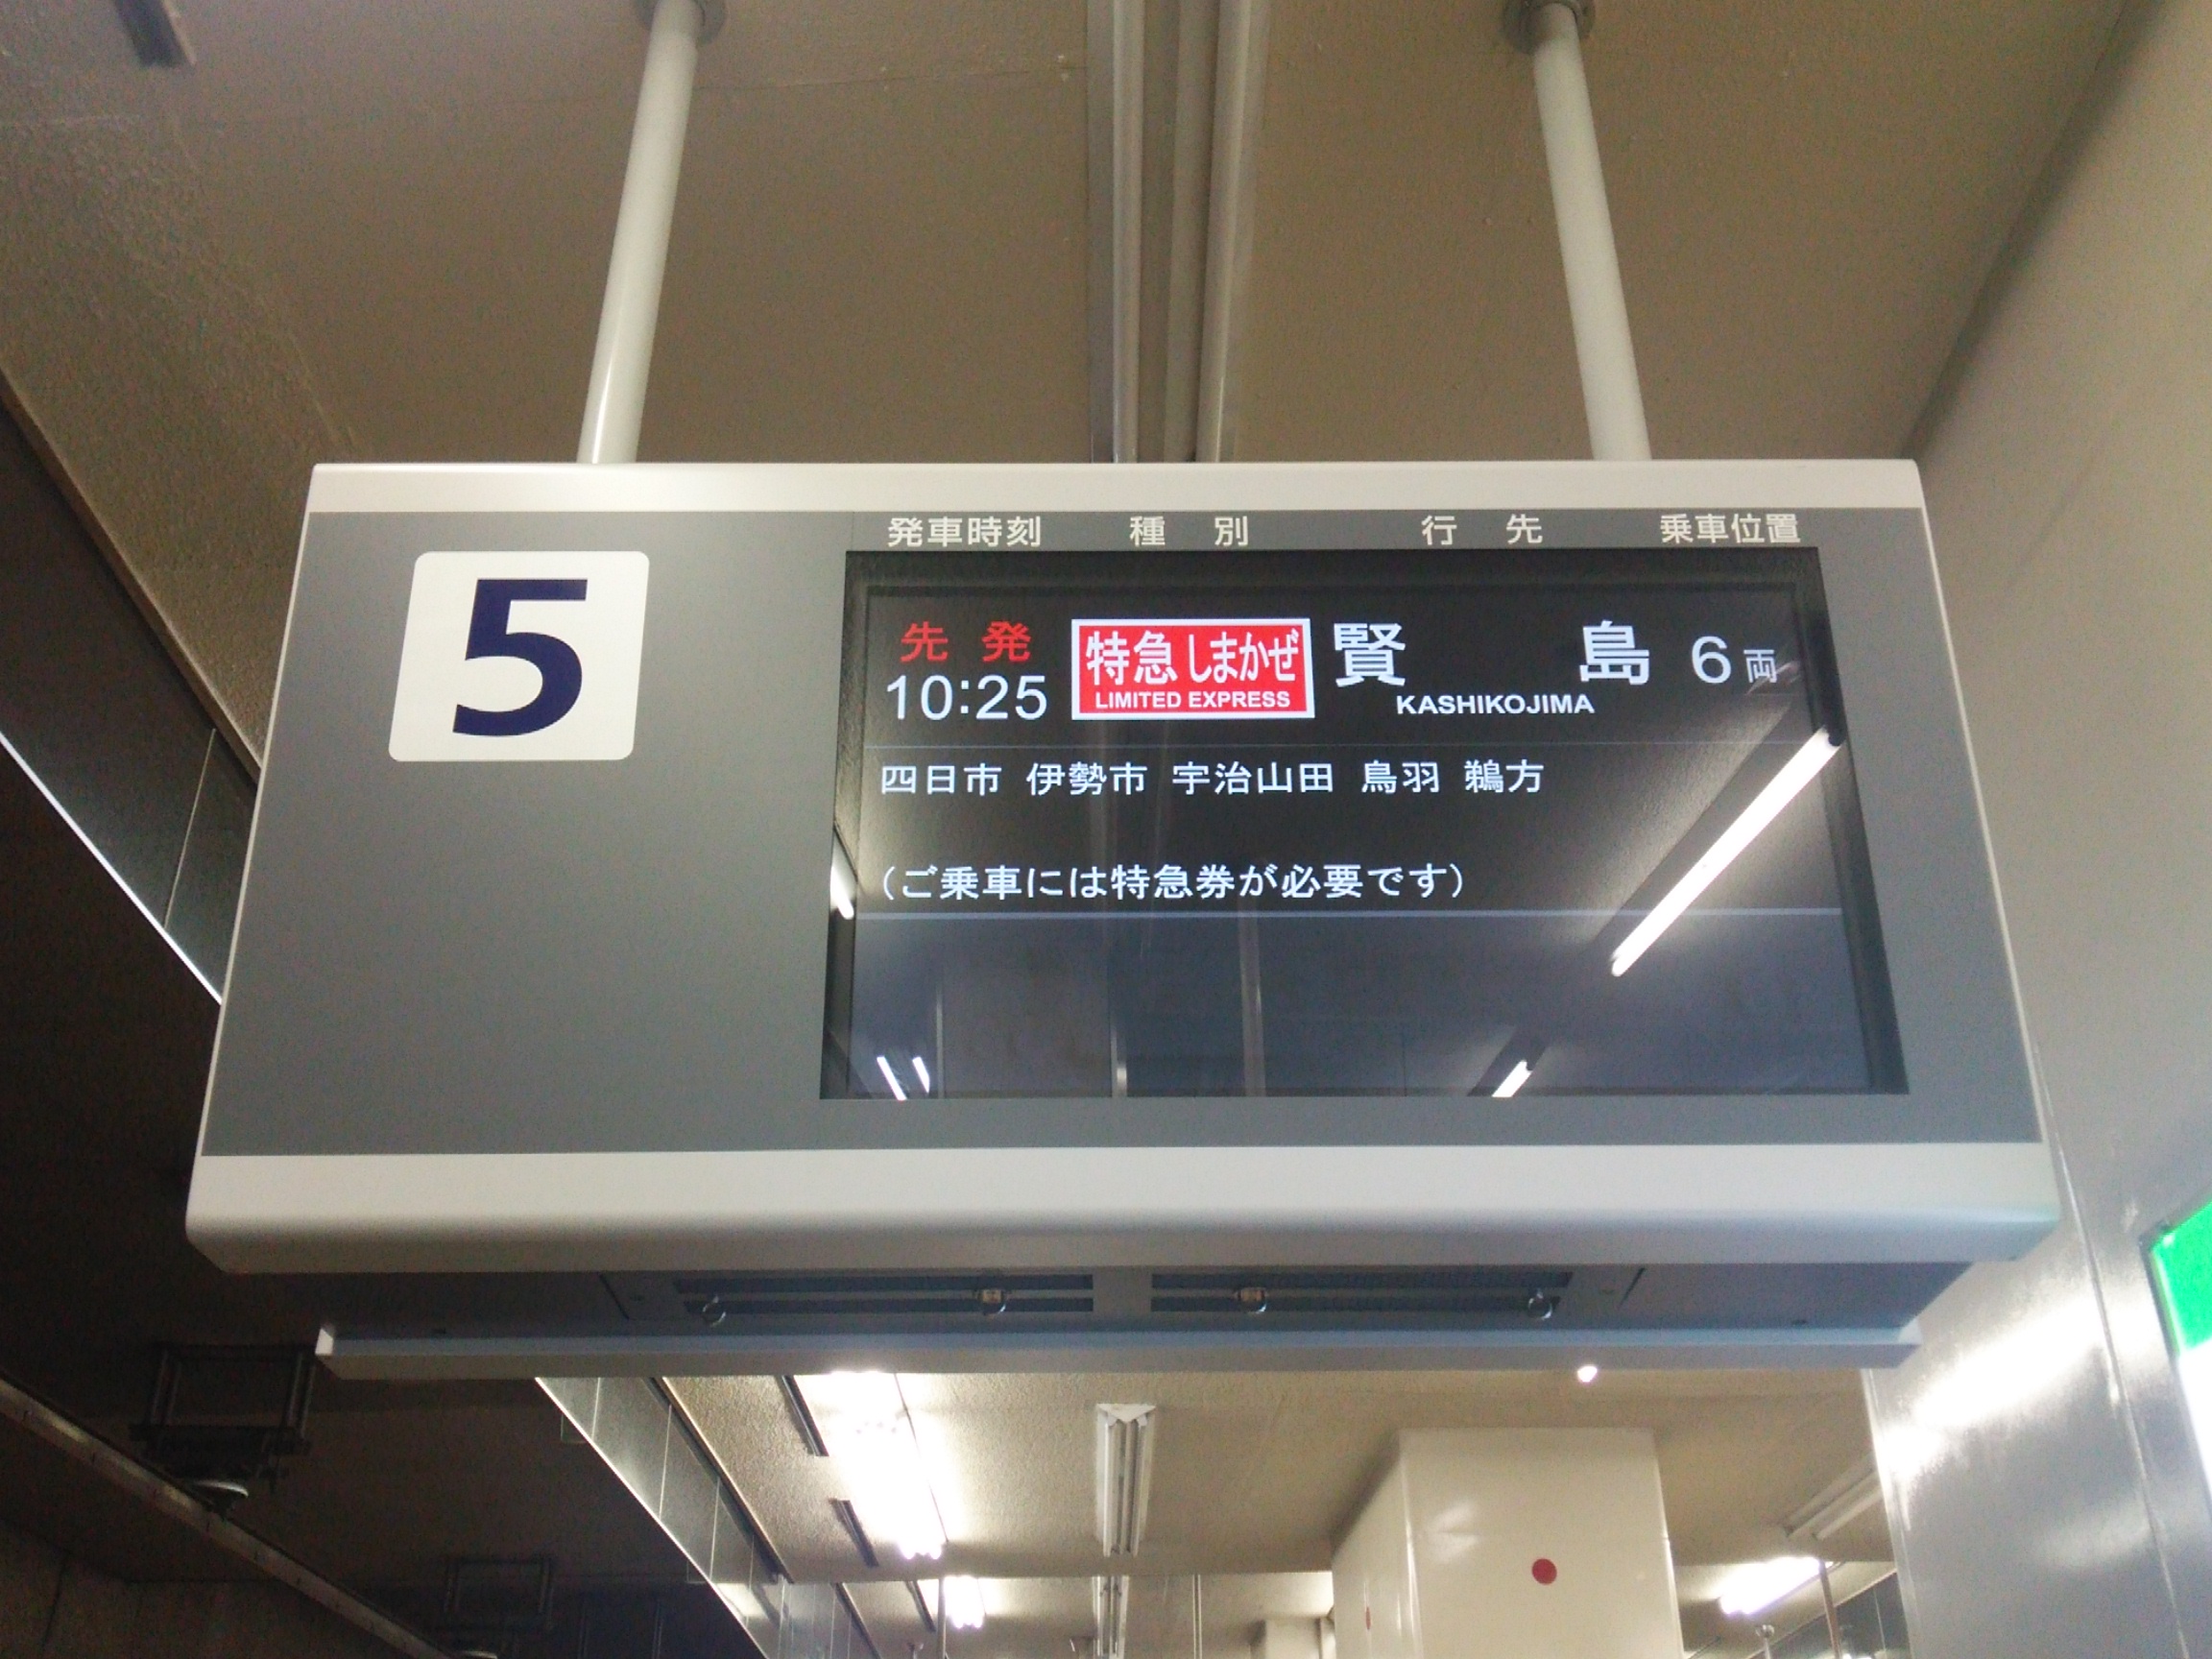 5
発車時刻 種別 行先 乗車位置
先発
10:25 特急しまかぜ 賢島 6両
LIMITED EXPRESS KASHIKOJIMA
四日市 伊勢市 宇治山田 鳥羽 鵜方
(ご乗車には特急券が必要です)